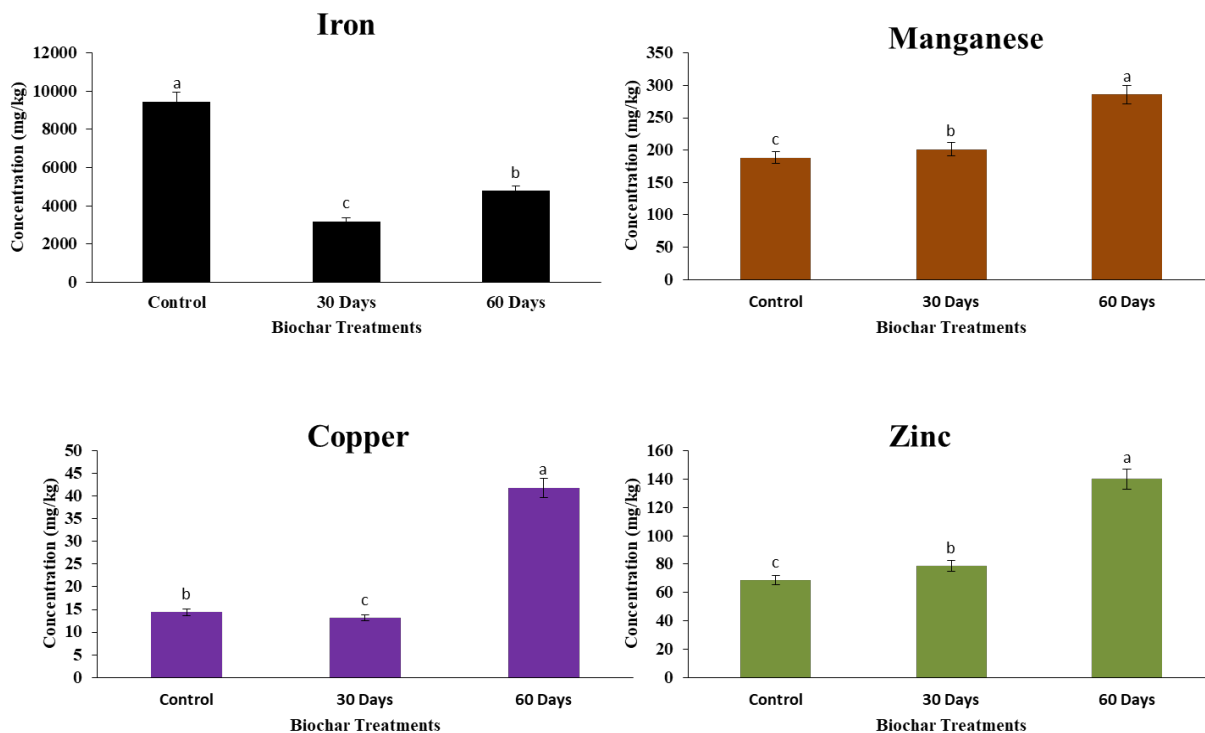 Iron
Concentration (mg/kg)
12000
10000
8000
6000
4000
2000
0
a
c
b
Control 30 Days 60 Days
Biochar Treatments
Manganese
Concentration (mg/kg)
350
300
250
200
150
100
50
0
c
b
a
Control 30 Days 60 Days
Biochar Treatments
Copper
Concentration (mg/kg)
50
45
40
35
30
25
20
15
10
5
0
b
c
a
Control 30 Days 60 Days
Biochar Treatments
Zinc
Concentration (mg/kg)
160
140
120
100
80
60
40
20
0
c
b
a
Control 30 Days 60 Days
Biochar Treatments